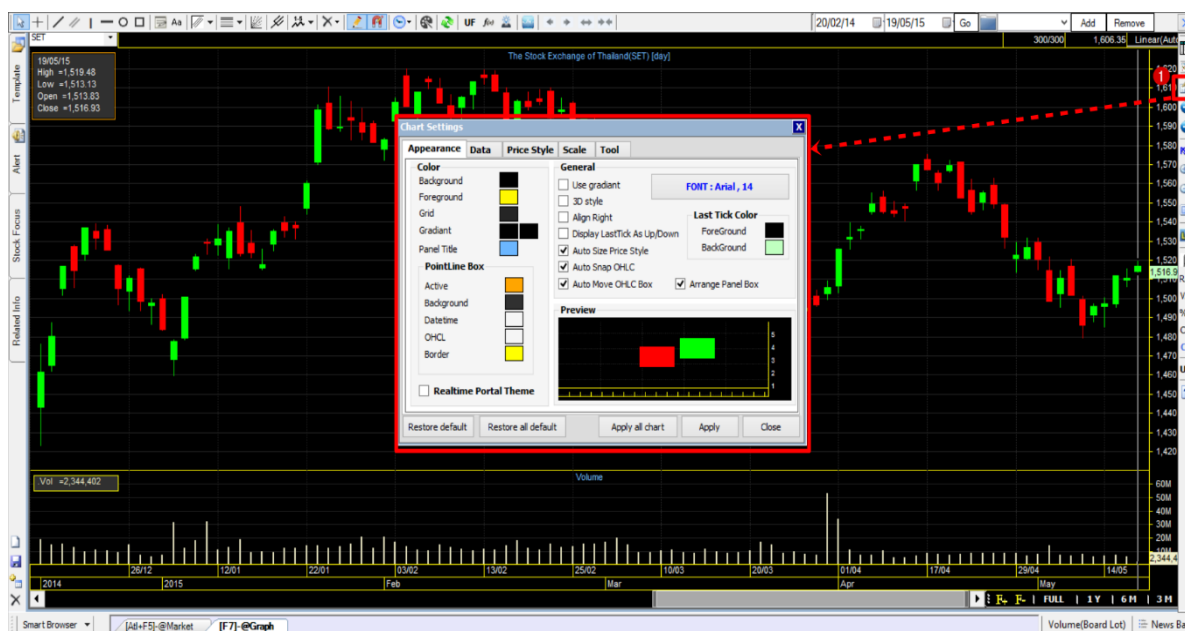 Aa
UF
f(x)
20/02/14
19/05/15
Go
Add
Remove
SET
300/300
1,606.35
Linear(Aut
The Stock Exchange of Thailand(SET) [day]
19/05/15
High =1,519.48
Low =1,513.13
Open =1,513.83
Close =1,516.93
Template
Alert
Stock Focus
Related Info
1
1,620
1,610
1,600
1,590
1,580
1,570
1,560
1,550
1,540
1,530
1,520
1,516.9
1,500
1,490
1,480
1,470
1,460
1,450
1,440
1,430
1,420
Chart Settings
X
Appearance
Data
Price Style
Scale
Tool
Color
Background
Foreground
Grid
Gradiant
Panel Title
PointLine Box
Active
Background
Datetime
OHCL
Border
Realtime Portal Theme
General
Use gradiant
3D style
Align Right
Display LastTick As Up/Down
Auto Size Price Style
Auto Snap OHLC
Auto Move OHLC Box
Arrange Panel Box
FONT : Arial , 14
Last Tick Color
ForeGround
BackGround
Preview
5
4
3
2
1
Restore default
Restore all default
Apply all chart
Apply
Close
Vol =2,344,402
Volume
60M
50M
40M
30M
20M
10M
2,344,4
26/12
12/01
22/01
03/02
13/02
25/02
10/03
20/03
01/04
17/04
29/04
14/05
2014
2015
Feb
Mar
Apr
May
F+ F- | FULL | 1 Y | 6 M | 3 M
Smart Browser
[Atl+F5]-@Market
[F7]-@Graph
Volume(Board Lot)
News Ba